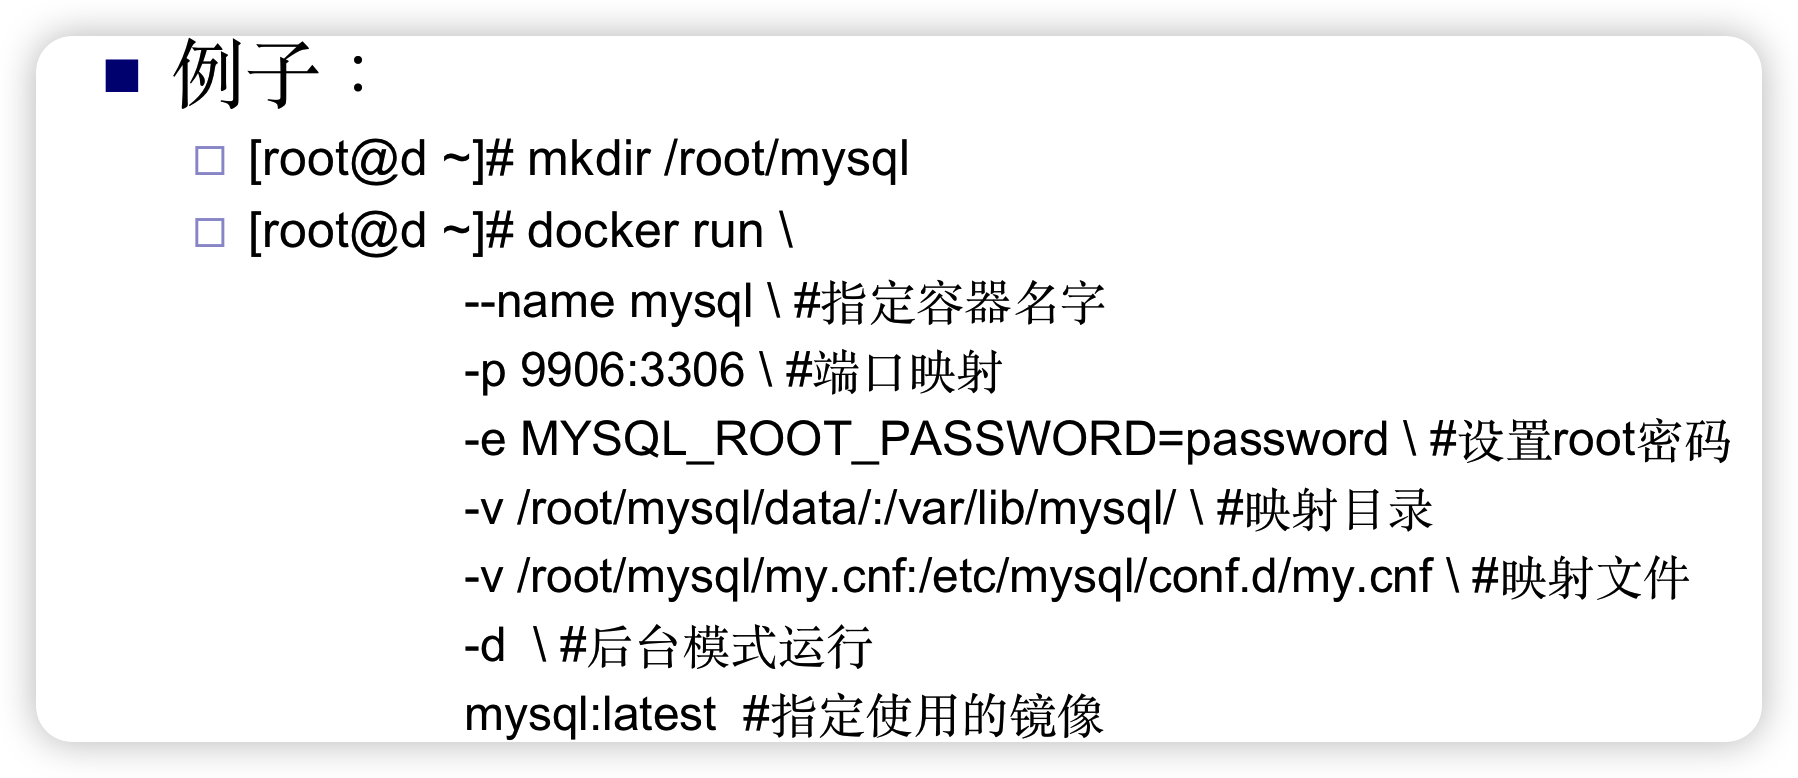 例子：
[root@d ~]# mkdir /root/mysql
[root@d ~]# docker run \
--name mysql \ #指定容器名字
-p 9906:3306 \ #端口映射
-e MYSQL_ROOT_PASSWORD=password \ #设置root密码
-v /root/mysql/data/:/var/lib/mysql/ \ #映射目录
-v /root/mysql/my.cnf:/etc/mysql/conf.d/my.cnf \ #映射文件
-d  \ #后台模式运行
mysql:latest  #指定使用的镜像